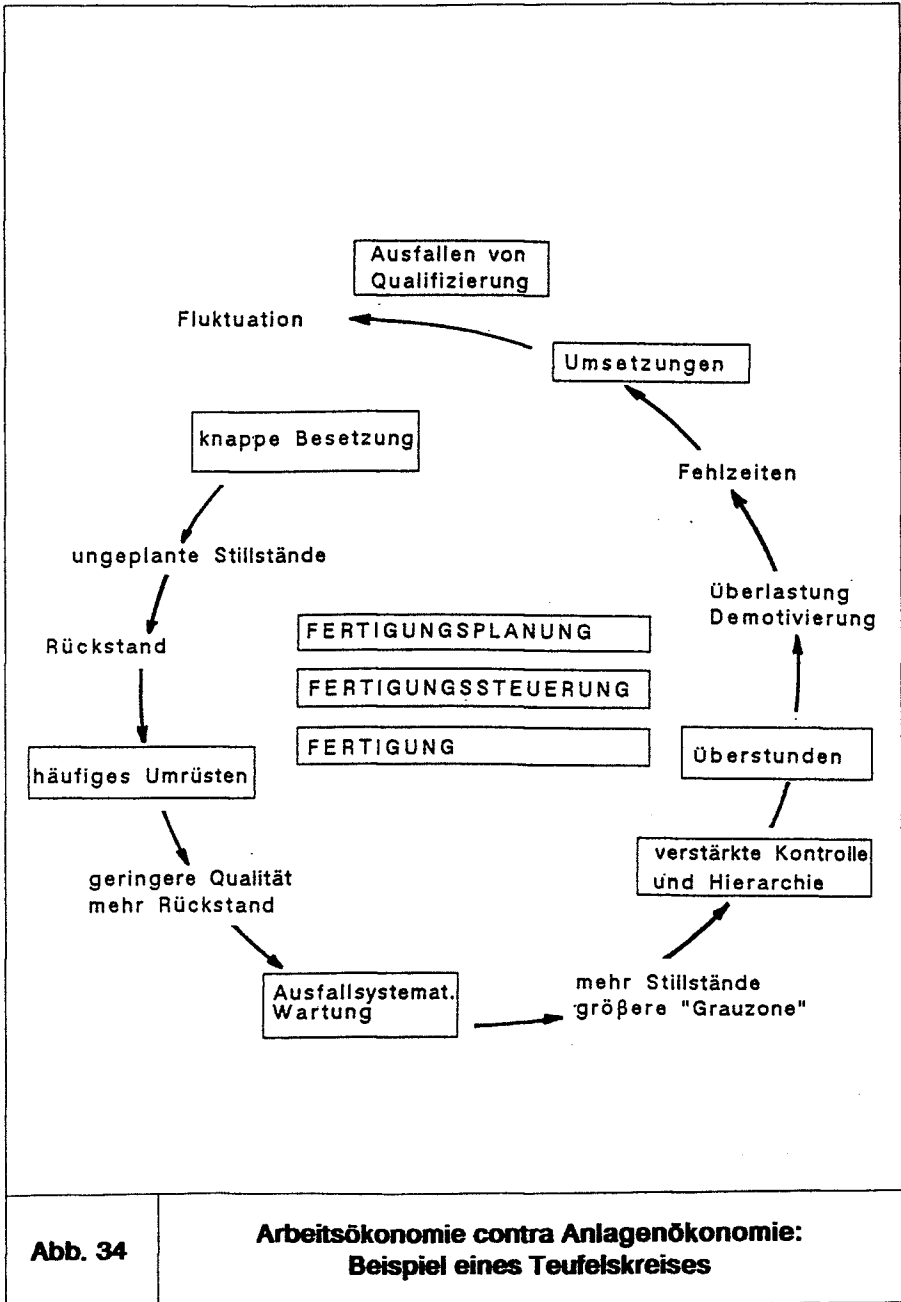 Ausfallen von
Qualifizierung
Fluktuation
Umsetzungen
knappe Besetzung
Fehlzeiten
ungeplante Stillstände
Überlastung
Demotivierung
Rückstand
FERTIGUNGSPLANUNG
FERTIGUNGSSTEUERUNG
FERTIGUNG
häufiges Umrüsten
Überstunden
verstärkte Kontrolle
und Hierarchie
geringere Qualität
mehr Rückstand
Ausfallsystemat.
Wartung
mehr Stillstände
größere "Grauzone"
Abb. 34
Arbeitsökonomie contra Anlagenökonomie:
Beispiel eines Teufelskreises